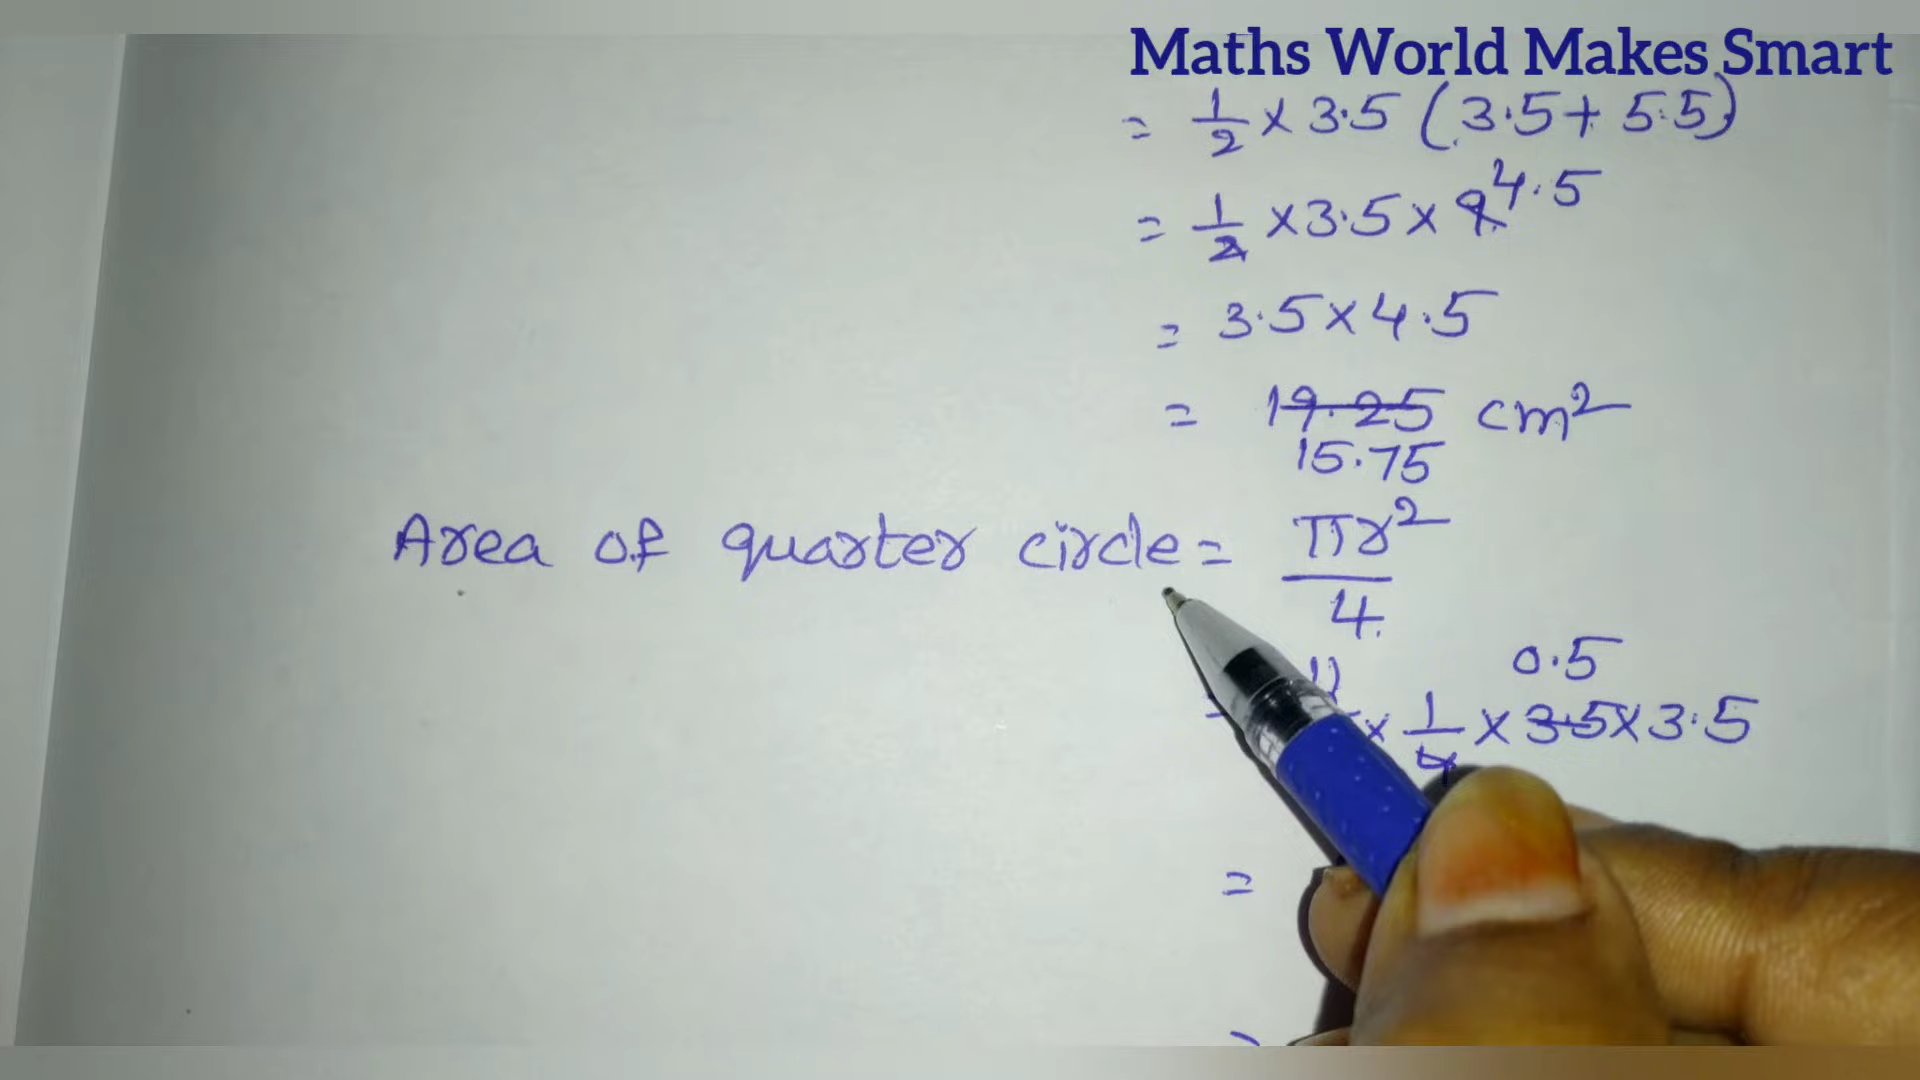 Maths World Makes Smart
= 1/2 × 3.5 (3.5 + 5.5)
= 1/2 × 3.5 × 9 4.5
= 3.5 × 4.5
= 19.25 cm²
15.75
Area of quarter circle = πr²/4
11 0.5
= × 1/4 × 3.5 × 3.5
=
=